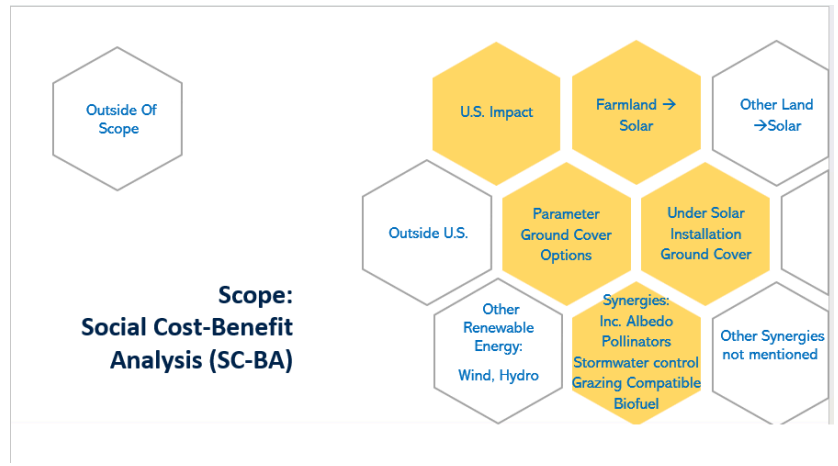 Outside Of
Scope
U.S. Impact
Farmland →
Solar
Other Land
→Solar
Outside U.S.
Parameter
Ground Cover
Options
Under Solar
Installation
Ground Cover
Scope:
Social Cost-Benefit
Analysis (SC-BA)
Other
Renewable
Energy:
Wind, Hydro
Synergies:
Inc. Albedo
Pollinators
Stormwater control
Grazing Compatible
Biofuel
Other Synergies
not mentioned